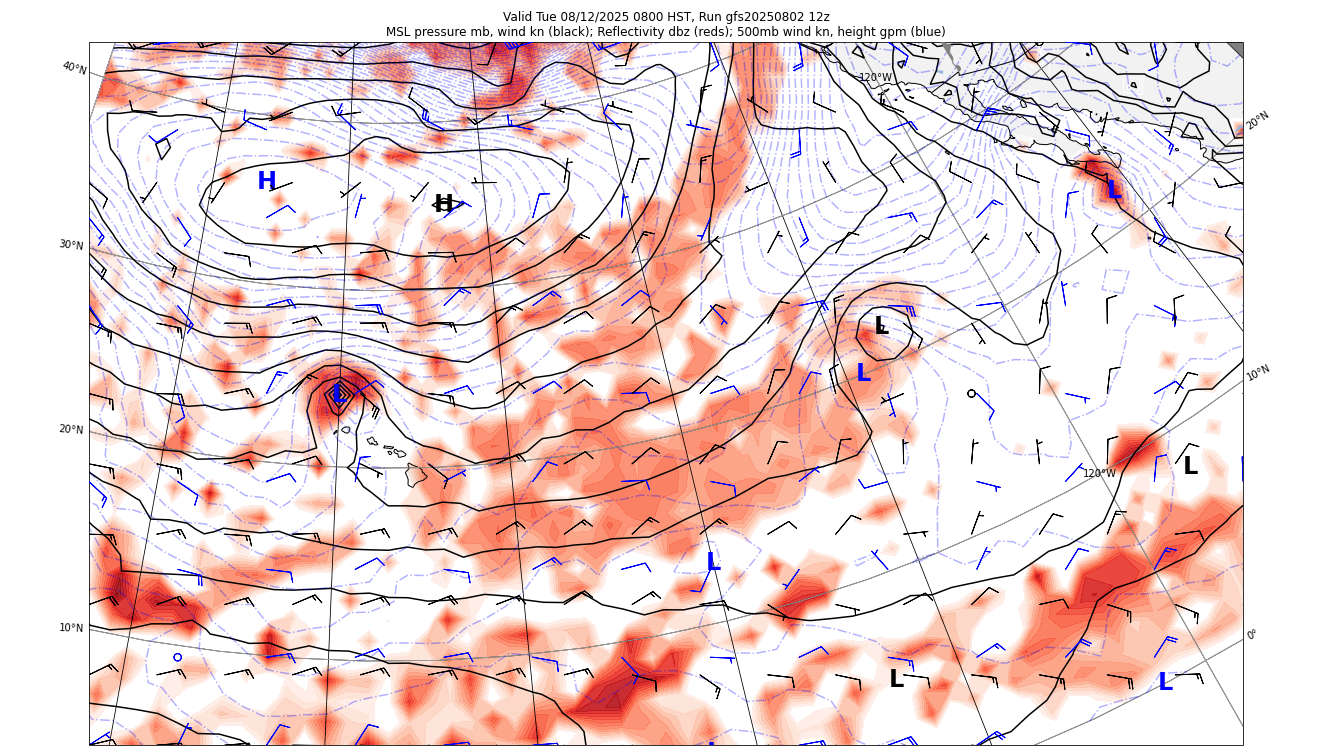 Valid Tue 08/12/2025 0800 HST, Run gfs20250802 12z
MSL pressure mb, wind kn (black); Reflectivity dbz (reds); 500mb wind kn, height gpm (blue)
40°N
120°W
20°N
H
H
L
30°N
L
L
10°N
L
20°N
120°W
L
L
10°N
0°
L
L